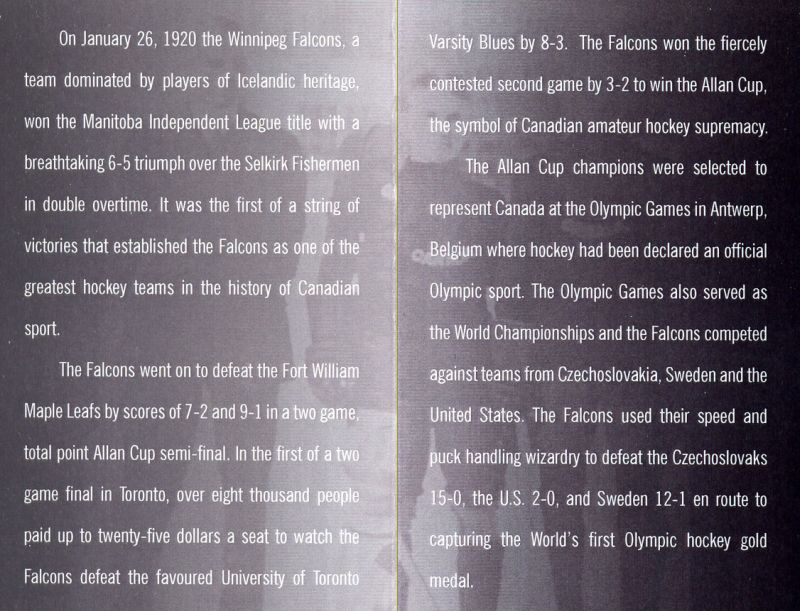 On January 26, 1920 the Winnipeg Falcons, a
team dominated by players of Icelandic heritage,
won the Manitoba Independent League title with a
breathtaking 6-5 triumph over the Selkirk Fishermen
in double overtime. It was the first of a string of
victories that established the Falcons as one of the
greatest hockey teams in the history of Canadian
sport.
The Falcons went on to defeat the Fort William
Maple Leafs by scores of 7-2 and 9-1 in a two game,
total point Allan Cup semi-final. In the first of a two
game final in Toronto, over eight thousand people
paid up to twenty-five dollars a seat to watch the
Falcons defeat the favoured University of Toronto
Varsity Blues by 8-3. The Falcons won the fiercely
contested second game by 3-2 to win the Allan Cup,
the symbol of Canadian amateur hockey supremacy.
The Allan Cup champions were selected to
represent Canada at the Olympic Games in Antwerp,
Belgium where hockey had been declared an official
Olympic sport. The Olympic Games also served as
the World Championships and the Falcons competed
against teams from Czechoslovakia, Sweden and the
United States. The Falcons used their speed and
puck handling wizardry to defeat the Czechoslovaks
15-0, the U.S. 2-0, and Sweden 12-1 en route to
capturing the World's first Olympic hockey gold
medal.